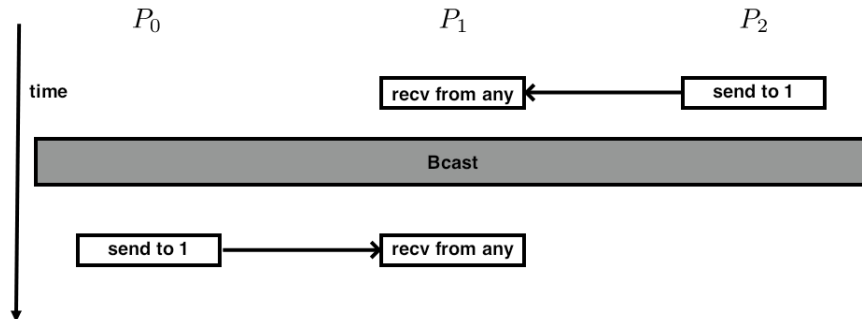 P₀ P₁ P₂
time recv from any send to 1
Bcast
send to 1 recv from any